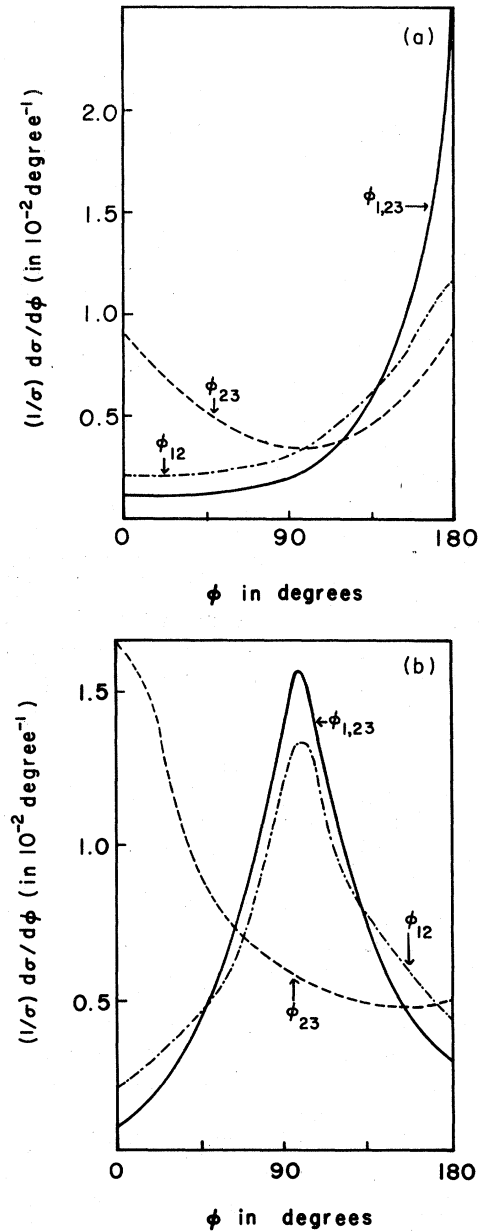 (a)
(1/σ) dσ/dϕ (in 10⁻² degree⁻¹)
2.0
1.5
1.0
0.5
ϕ₁,₂₃
ϕ₂₃
ϕ₁₂
0 90 180
ϕ in degrees
(b)
(1/σ) dσ/dϕ (in 10⁻² degree⁻¹)
1.5
1.0
0.5
ϕ₁,₂₃
ϕ₁₂
ϕ₂₃
0 90 180
ϕ in degrees